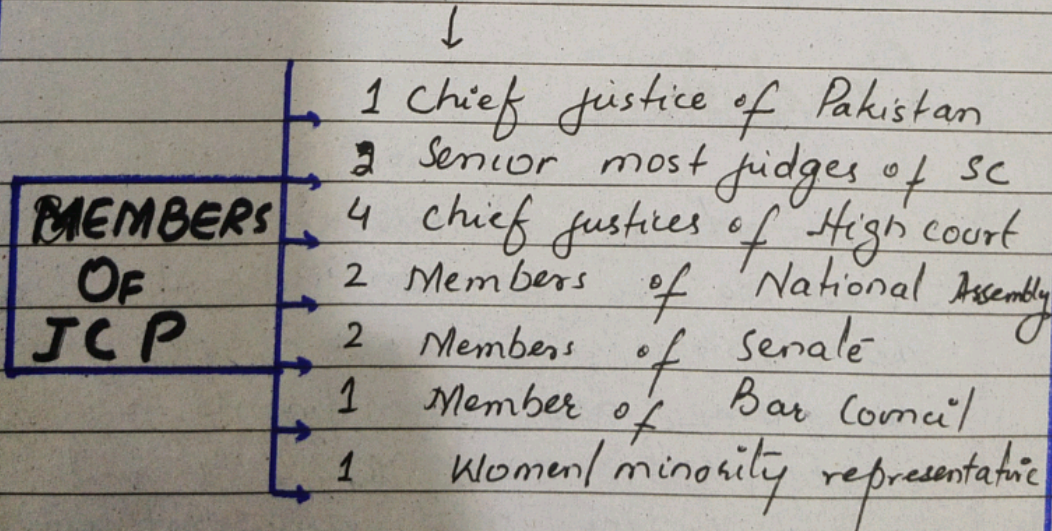 MEMBERS
OF
JCP
1 Chief justice of Pakistan
2 Senior most judges of SC
4 Chief justices of High court
2 Members of National Assembly
2 Members of Senate
1 Member of Bar Council
1 Women/ minority representative